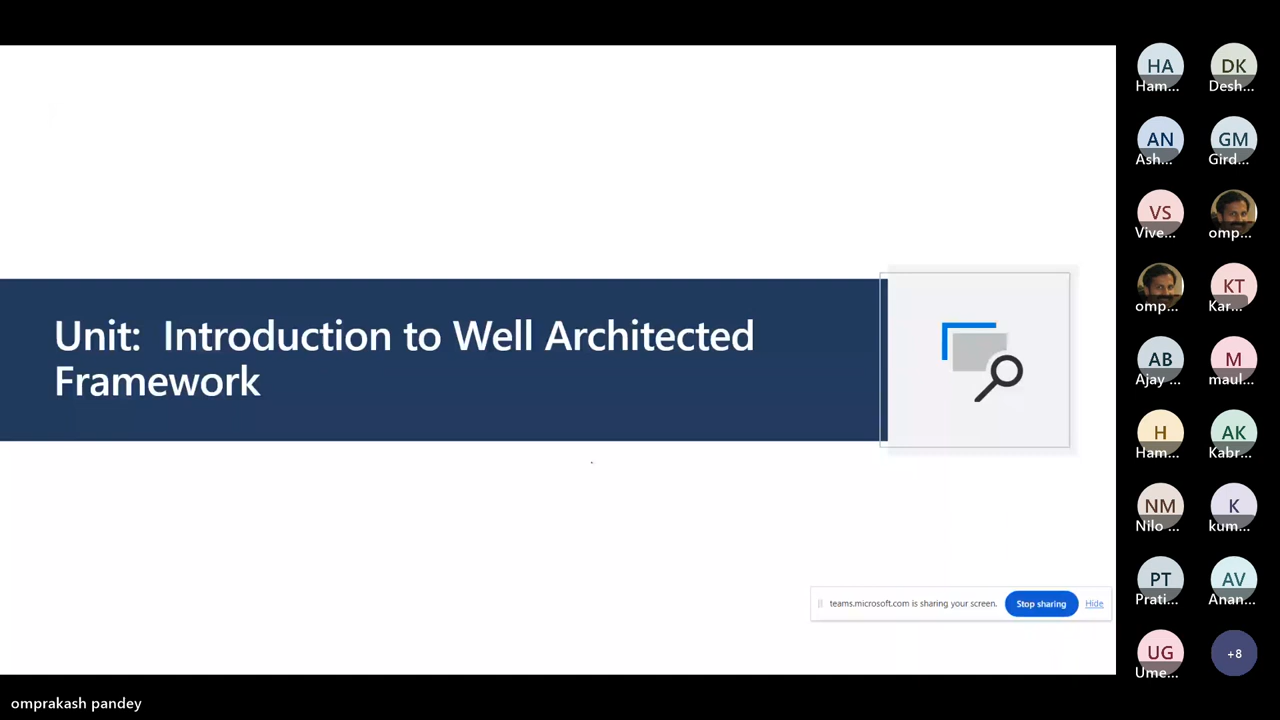 Unit:  Introduction to Well Architected
Framework
teams.microsoft.com is sharing your screen.
Stop sharing
Hide
omprakash pandey
HA
Ham...
DK
Desh...
AN
Ash...
GM
Gird...
VS
Vive...
omp...
omp...
KT
Kar...
AB
Ajay ...
M
maul...
H
Ham...
AK
Kabr...
NM
Nilo ...
K
kum...
PT
Prati...
AV
Anan...
UG
Ume...
+8